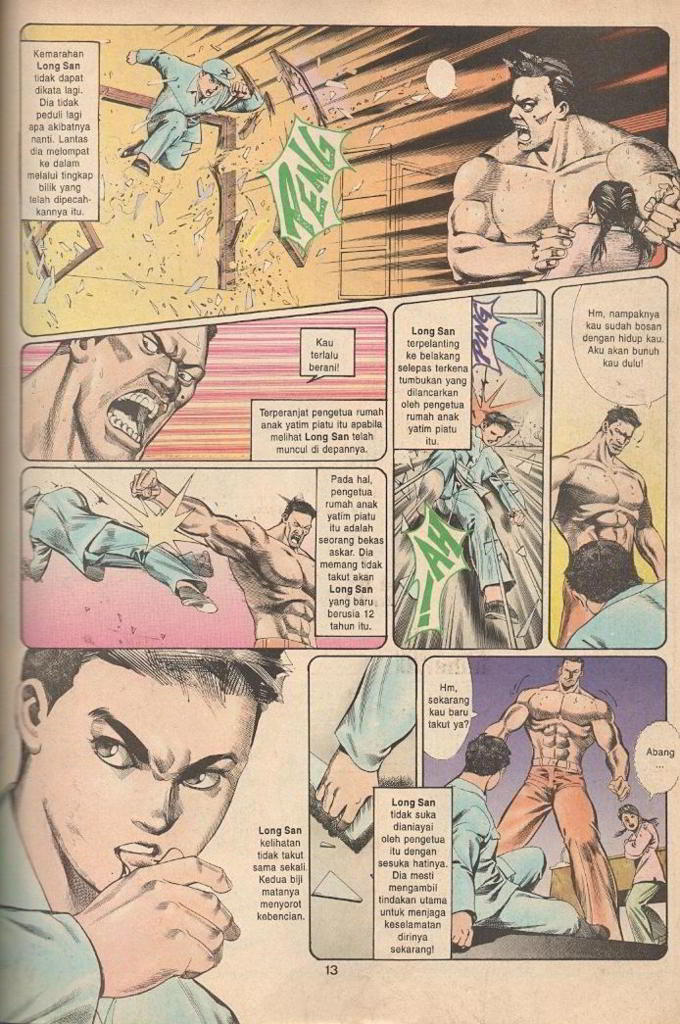 Kemarahan
Long San
tidak dapat
dikata lagi.
Dia tidak
peduli lagi
apa akibatnya
nanti. Lantas
dia melompat
ke dalam
melalui tingkap
bilik yang
telah dipecah-
kannya itu.
RENG
Kau
terlalu
berani!
Terperanjat pengetua rumah
anak yatim piatu itu apabila
melihat Long San telah
muncul di depannya.
Pada hal,
pengetua
rumah anak
yatim piatu
itu adalah
seorang bekas
askar. Dia
memang tidak
takut akan
Long San
yang baru
berusia 12
tahun itu.
Long San
terpelanting
ke belakang
selepas terkena
tumbukan yang
dilancarkan
oleh pengetua
rumah anak
yatim piatu
itu.
PONG
AH...!
Hm, nampaknya
kau sudah bosan
dengan hidup kau.
Aku akan bunuh
kau dulu!
Long San
kelihatan
tidak takut
sama sekali.
Kedua biji
matanya
menyorot
kebencian.
Long San
tidak suka
dianiayai
oleh pengetua
itu dengan
sesuka hatinya.
Dia mesti
mengambil
tindakan utama
untuk menjaga
keselamatan
dirinya
sekarang!
Hm,
sekarang
kau baru
takut ya?
Abang
...
13